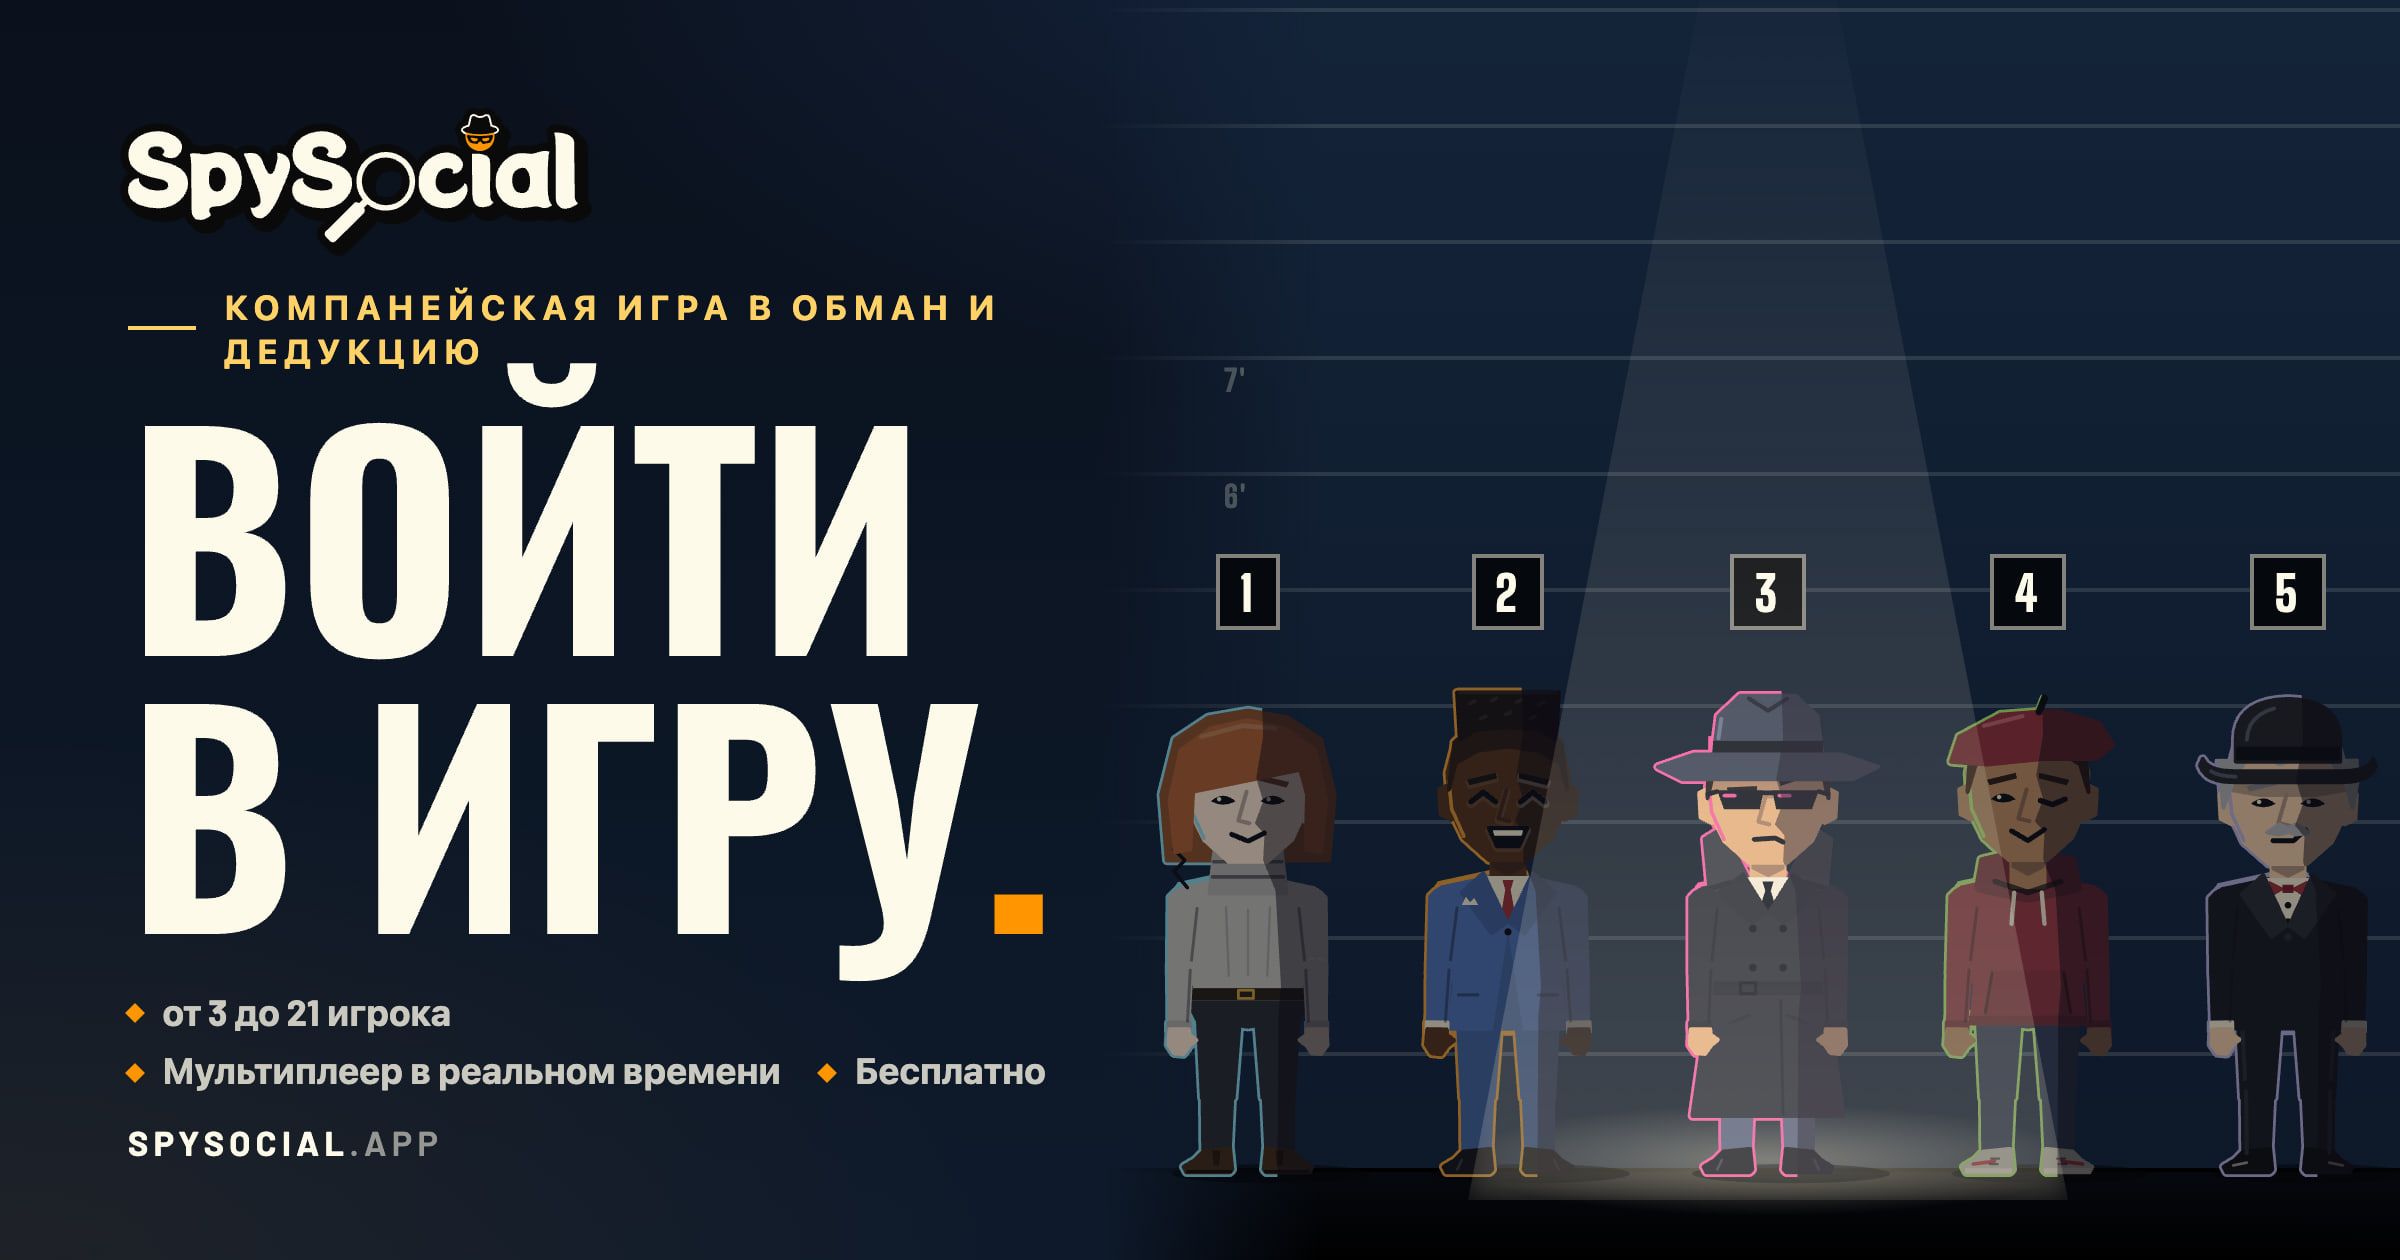 SpySocial
КОМПАНЕЙСКАЯ ИГРА В ОБМАН И
ДЕДУКЦИЮ
ВОЙТИ
В ИГРУ.
от 3 до 21 игрока
Мультиплеер в реальном времени Бесплатно
SPYSOCIAL.APP
7'
6'
1 2 3 4 5